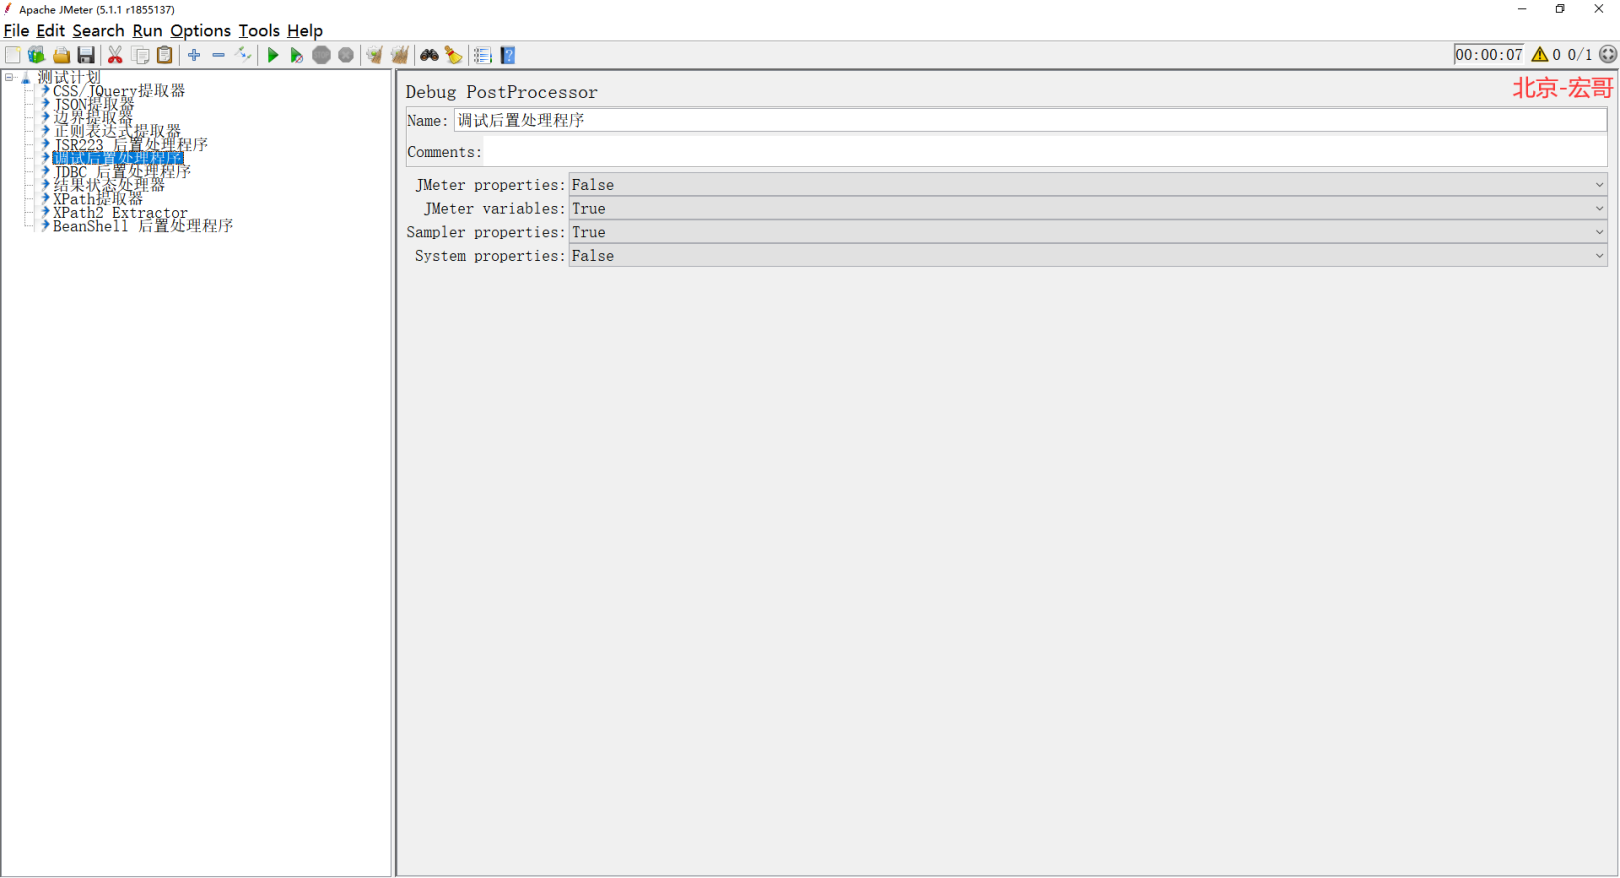 Apache JMeter (5.1.1 r1855137)
File Edit Search Run Options Tools Help
00:00:07 0 0/1
测试计划
CSS/JQuery提取器
JSON提取器
边界提取器
正则表达式提取器
JSR223 后置处理程序
调试后置处理程序
JDBC 后置处理程序
结果状态处理器
XPath提取器
XPath2 Extractor
BeanShell 后置处理程序
北京-宏哥
Debug PostProcessor
Name: 调试后置处理程序
Comments:
JMeter properties: False
JMeter variables: True
Sampler properties: True
System properties: False